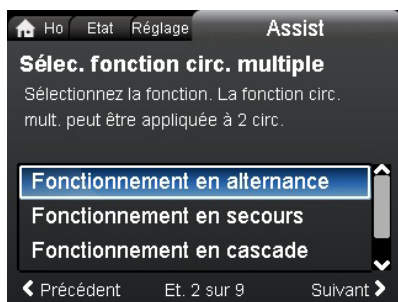 Ho Etat Réglage Assist
Sélec. fonction circ. multiple
Sélectionnez la fonction. La fonction circ.
mult. peut être appliquée à 2 circ.
Fonctionnement en alternance
Fonctionnement en secours
Fonctionnement en cascade
Précédent Et. 2 sur 9 Suivant